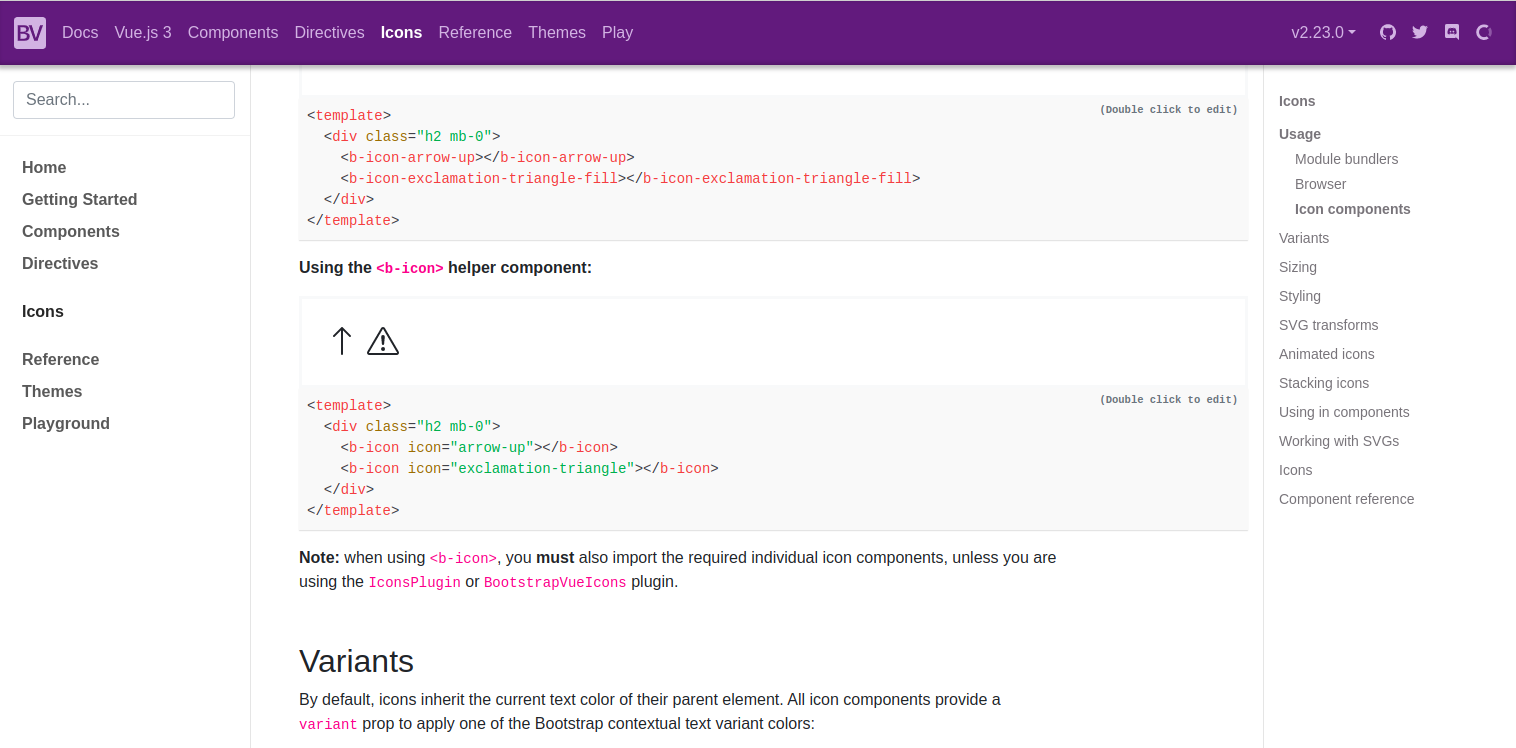 BV Docs Vue.js 3 Components Directives Icons Reference Themes Play v2.23.0
Search...
Home
Getting Started
Components
Directives
Icons
Reference
Themes
Playground
(Double click to edit)
<template>
  <div class="h2 mb-0">
    <b-icon-arrow-up></b-icon-arrow-up>
    <b-icon-exclamation-triangle-fill></b-icon-exclamation-triangle-fill>
  </div>
</template>
Using the <b-icon> helper component:
(Double click to edit)
<template>
  <div class="h2 mb-0">
    <b-icon icon="arrow-up"></b-icon>
    <b-icon icon="exclamation-triangle"></b-icon>
  </div>
</template>
Note: when using <b-icon>, you must also import the required individual icon components, unless you are
using the IconsPlugin or BootstrapVueIcons plugin.
Variants
By default, icons inherit the current text color of their parent element. All icon components provide a
variant prop to apply one of the Bootstrap contextual text variant colors:
Icons
Usage
Module bundlers
Browser
Icon components
Variants
Sizing
Styling
SVG transforms
Animated icons
Stacking icons
Using in components
Working with SVGs
Icons
Component reference